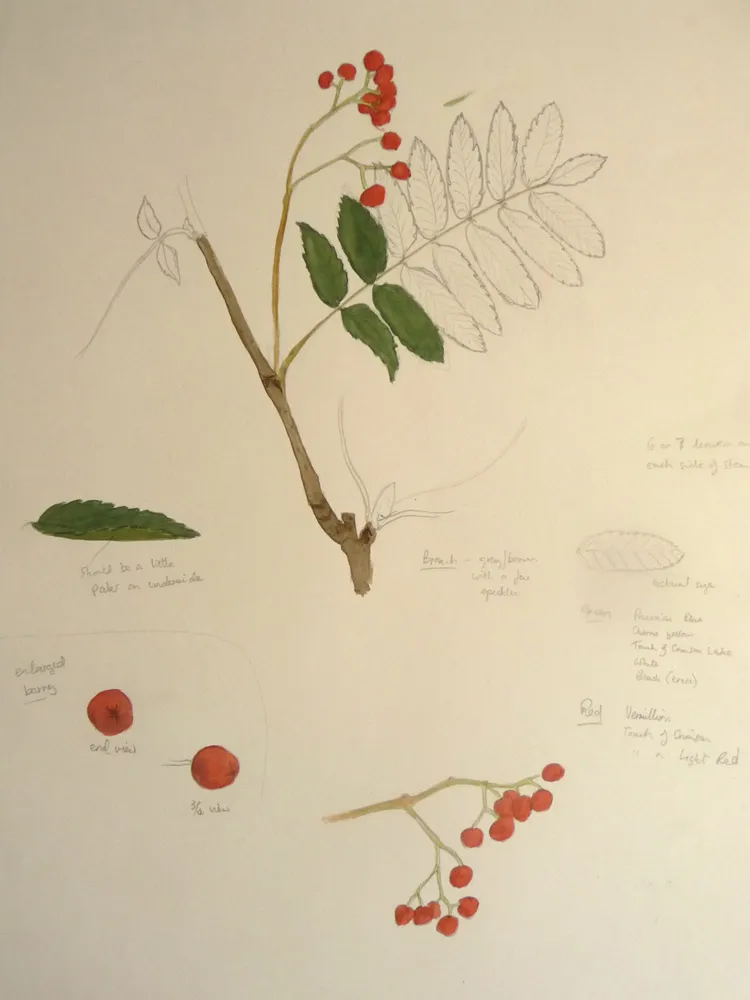 6 or 7 leaves on
each side of stem
Should be a little
paler on underside
Branch - grey/brown
with a few
speckles
actual size
Green Prussian Blue
Chrome yellow
Touch of Crimson Lake
White
Black (trace)
enlarged
berry
end view
3/4 view
Red Vermillion
Touch of Crimson
" " Light Red